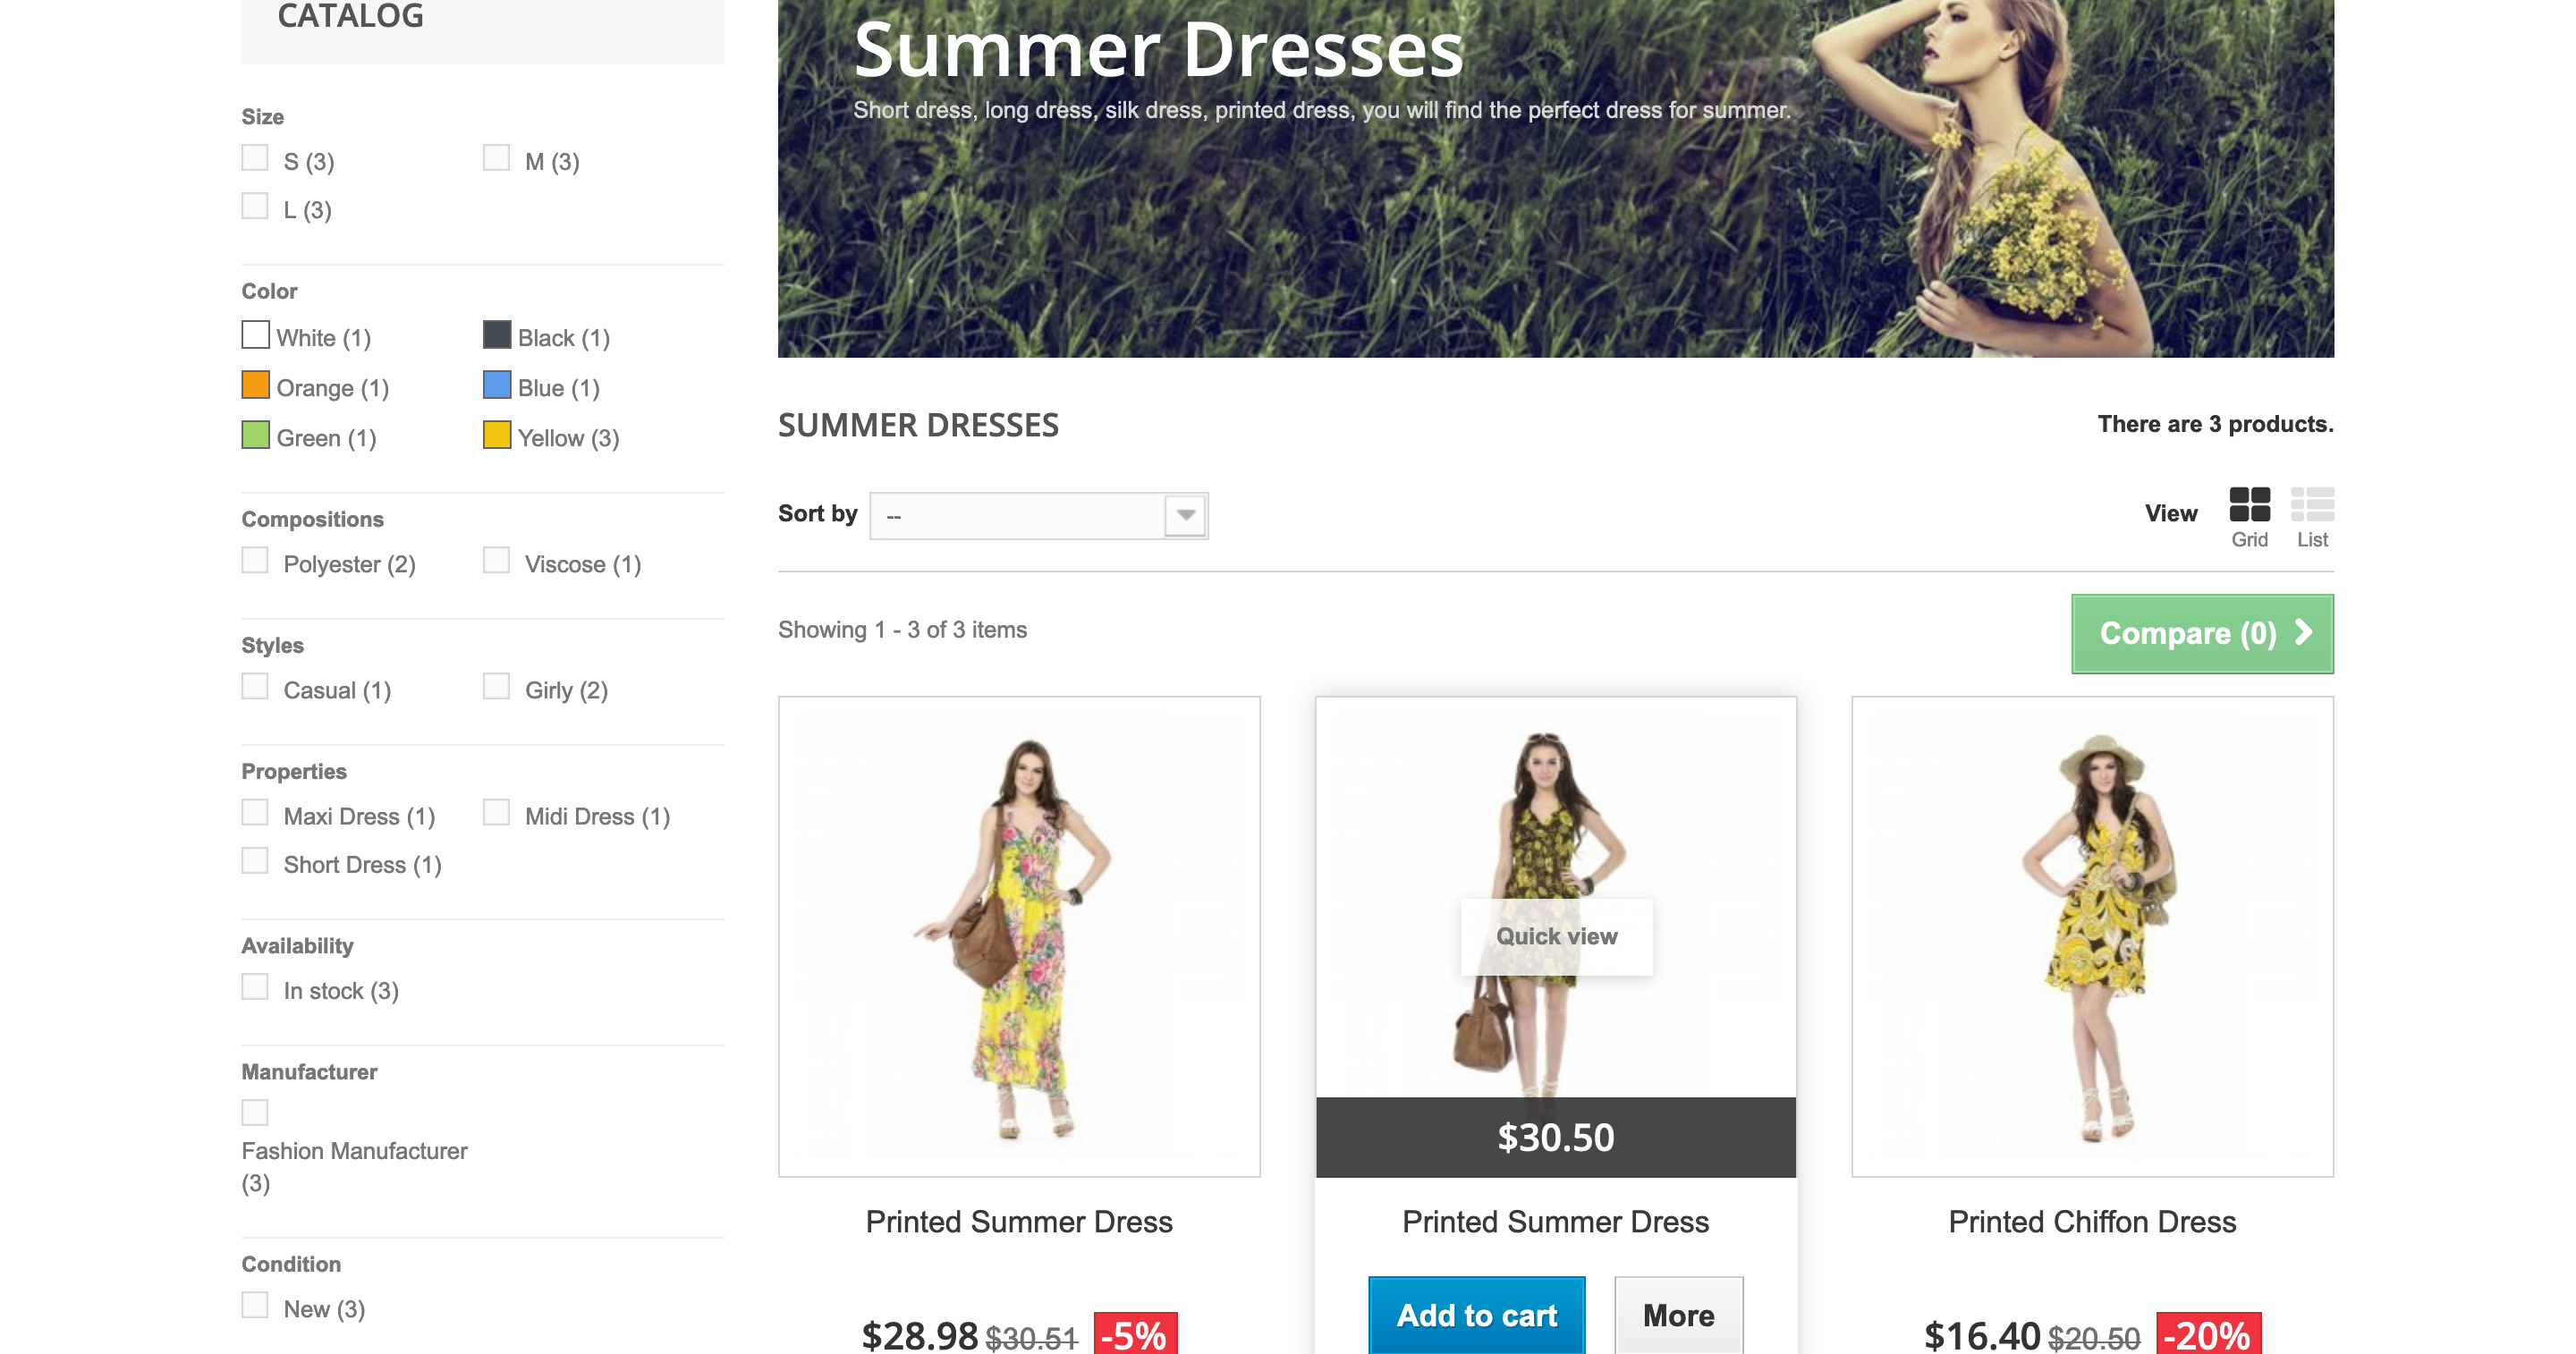 CATALOG
Size
S (3)
M (3)
L (3)
Color
White (1)
Black (1)
Orange (1)
Blue (1)
Green (1)
Yellow (3)
Compositions
Polyester (2)
Viscose (1)
Styles
Casual (1)
Girly (2)
Properties
Maxi Dress (1)
Midi Dress (1)
Short Dress (1)
Availability
In stock (3)
Manufacturer
Fashion Manufacturer
(3)
Condition
New (3)
Summer Dresses
Short dress, long dress, silk dress, printed dress, you will find the perfect dress for summer.
SUMMER DRESSES
There are 3 products.
Sort by
--
View
Grid
List
Showing 1 - 3 of 3 items
Compare (0)
Printed Summer Dress
$28.98 $30.51 -5%
Quick view
$30.50
Printed Summer Dress
Add to cart
More
Printed Chiffon Dress
$16.40 $20.50 -20%